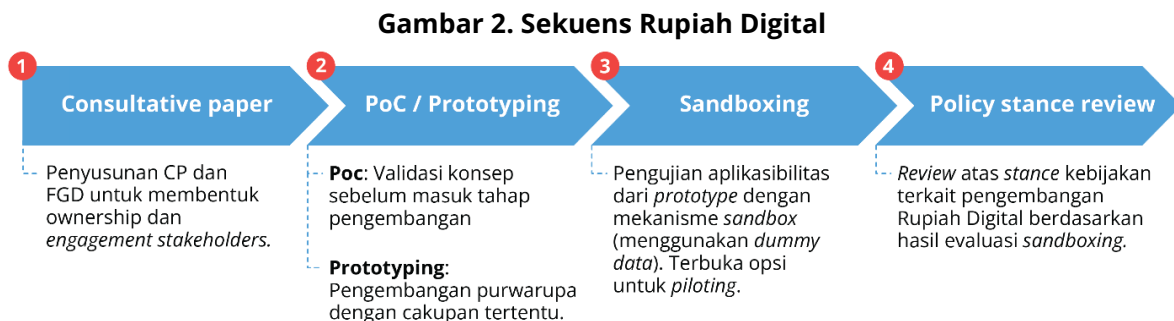 Gambar 2. Sekuens Rupiah Digital
1
Consultative paper
Penyusunan CP dan
FGD untuk membentuk
ownership dan
engagement stakeholders.
2
PoC / Prototyping
Poc: Validasi konsep
sebelum masuk tahap
pengembangan
Prototyping:
Pengembangan purwarupa
dengan cakupan tertentu.
3
Sandboxing
Pengujian aplikasibilitas
dari prototype dengan
mekanisme sandbox
(menggunakan dummy
data). Terbuka opsi
untuk piloting.
4
Policy stance review
Review atas stance kebijakan
terkait pengembangan
Rupiah Digital berdasarkan
hasil evaluasi sandboxing.